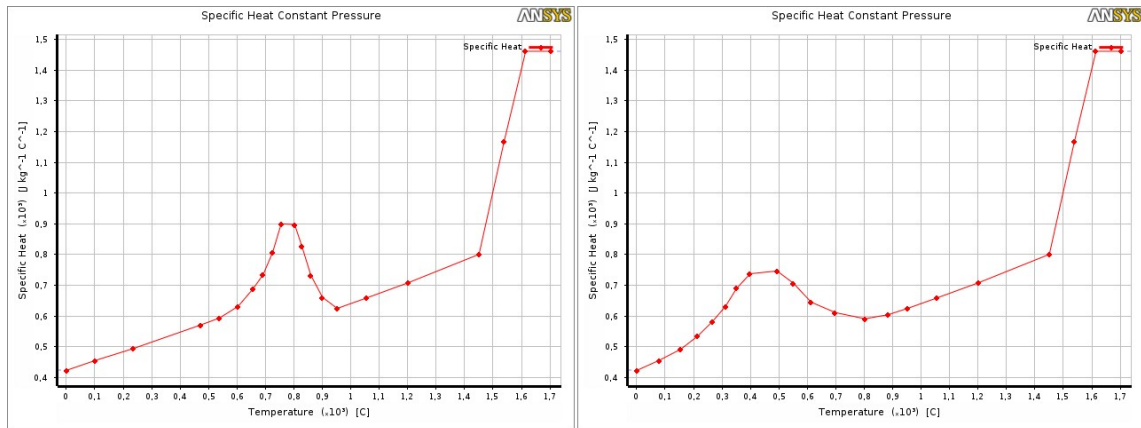 Specific Heat Constant Pressure
ANSYS
Specific Heat
1,5
1,4
1,3
1,2
1,1
1
0,9
0,8
0,7
0,6
0,5
0,4
Specific Heat (.10³) [J kg^-1 C^-1]
0 0,1 0,2 0,3 0,4 0,5 0,6 0,7 0,8 0,9 1 1,1 1,2 1,3 1,4 1,5 1,6 1,7
Temperature (.10³) [C]
Specific Heat Constant Pressure
ANSYS
Specific Heat
1,5
1,4
1,3
1,2
1,1
1
0,9
0,8
0,7
0,6
0,5
0,4
Specific Heat (.10³) [J kg^-1 C^-1]
0 0,1 0,2 0,3 0,4 0,5 0,6 0,7 0,8 0,9 1 1,1 1,2 1,3 1,4 1,5 1,6 1,7
Temperature (.10³) [C]